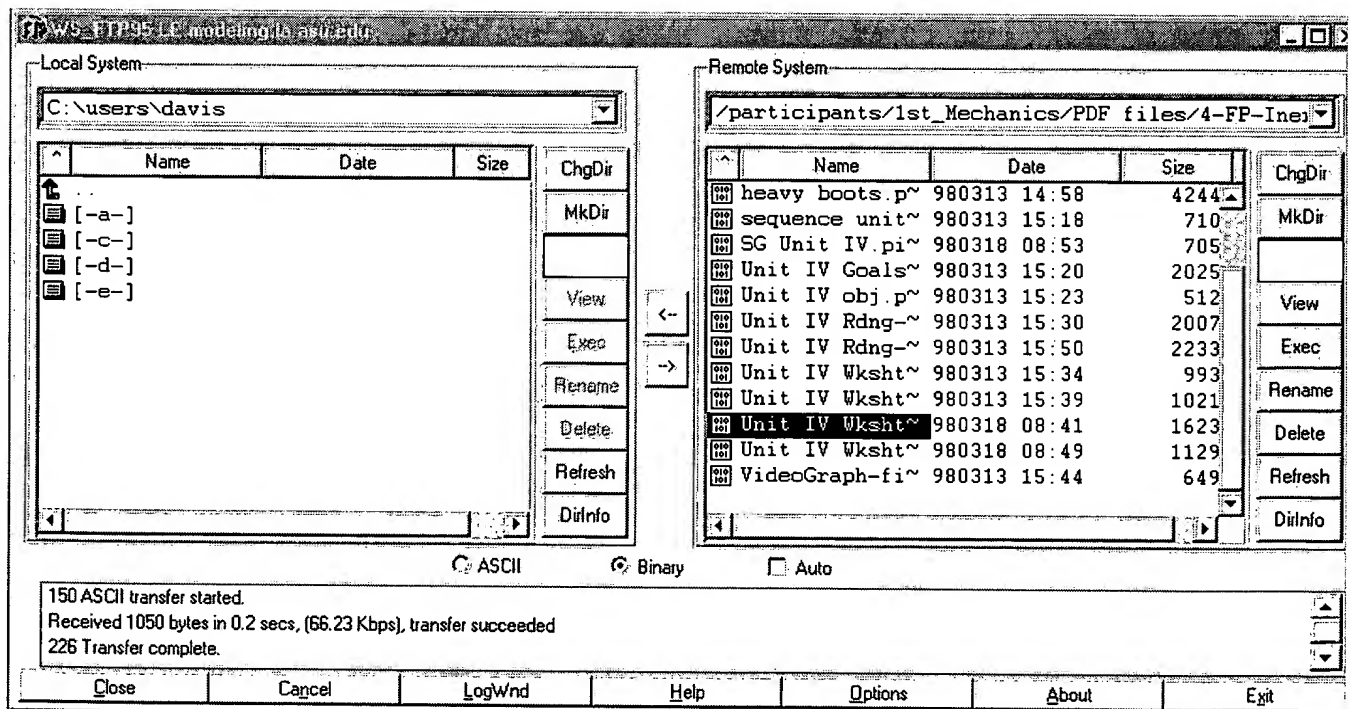 WS_FTP95 LE modeling.la.asu.edu
Local System
C:\users\davis
^ Name Date Size
..
[-a-]
[-c-]
[-d-]
[-e-]
ChgDir
MkDir
View
Exec
Rename
Delete
Refresh
DirInfo
<--
-->
Remote System
/participants/1st_Mechanics/PDF files/4-FP-Iner
^ Name Date Size
heavy boots.p~ 980313 14:58 4244
sequence unit~ 980313 15:18 710
SG Unit IV.pi~ 980318 08:53 705
Unit IV Goals~ 980313 15:20 2025
Unit IV obj.p~ 980313 15:23 512
Unit IV Rdng-~ 980313 15:30 2007
Unit IV Rdng-~ 980313 15:50 2233
Unit IV Wksht~ 980313 15:34 993
Unit IV Wksht~ 980313 15:39 1021
Unit IV Wksht~ 980318 08:41 1623
Unit IV Wksht~ 980318 08:49 1129
VideoGraph-fi~ 980313 15:44 649
ChgDir
MkDir
View
Exec
Rename
Delete
Refresh
DirInfo
ASCII Binary Auto
150 ASCII transfer started.
Received 1050 bytes in 0.2 secs, (66.23 Kbps), transfer succeeded
226 Transfer complete.
Close Cancel LogWnd Help Options About Exit